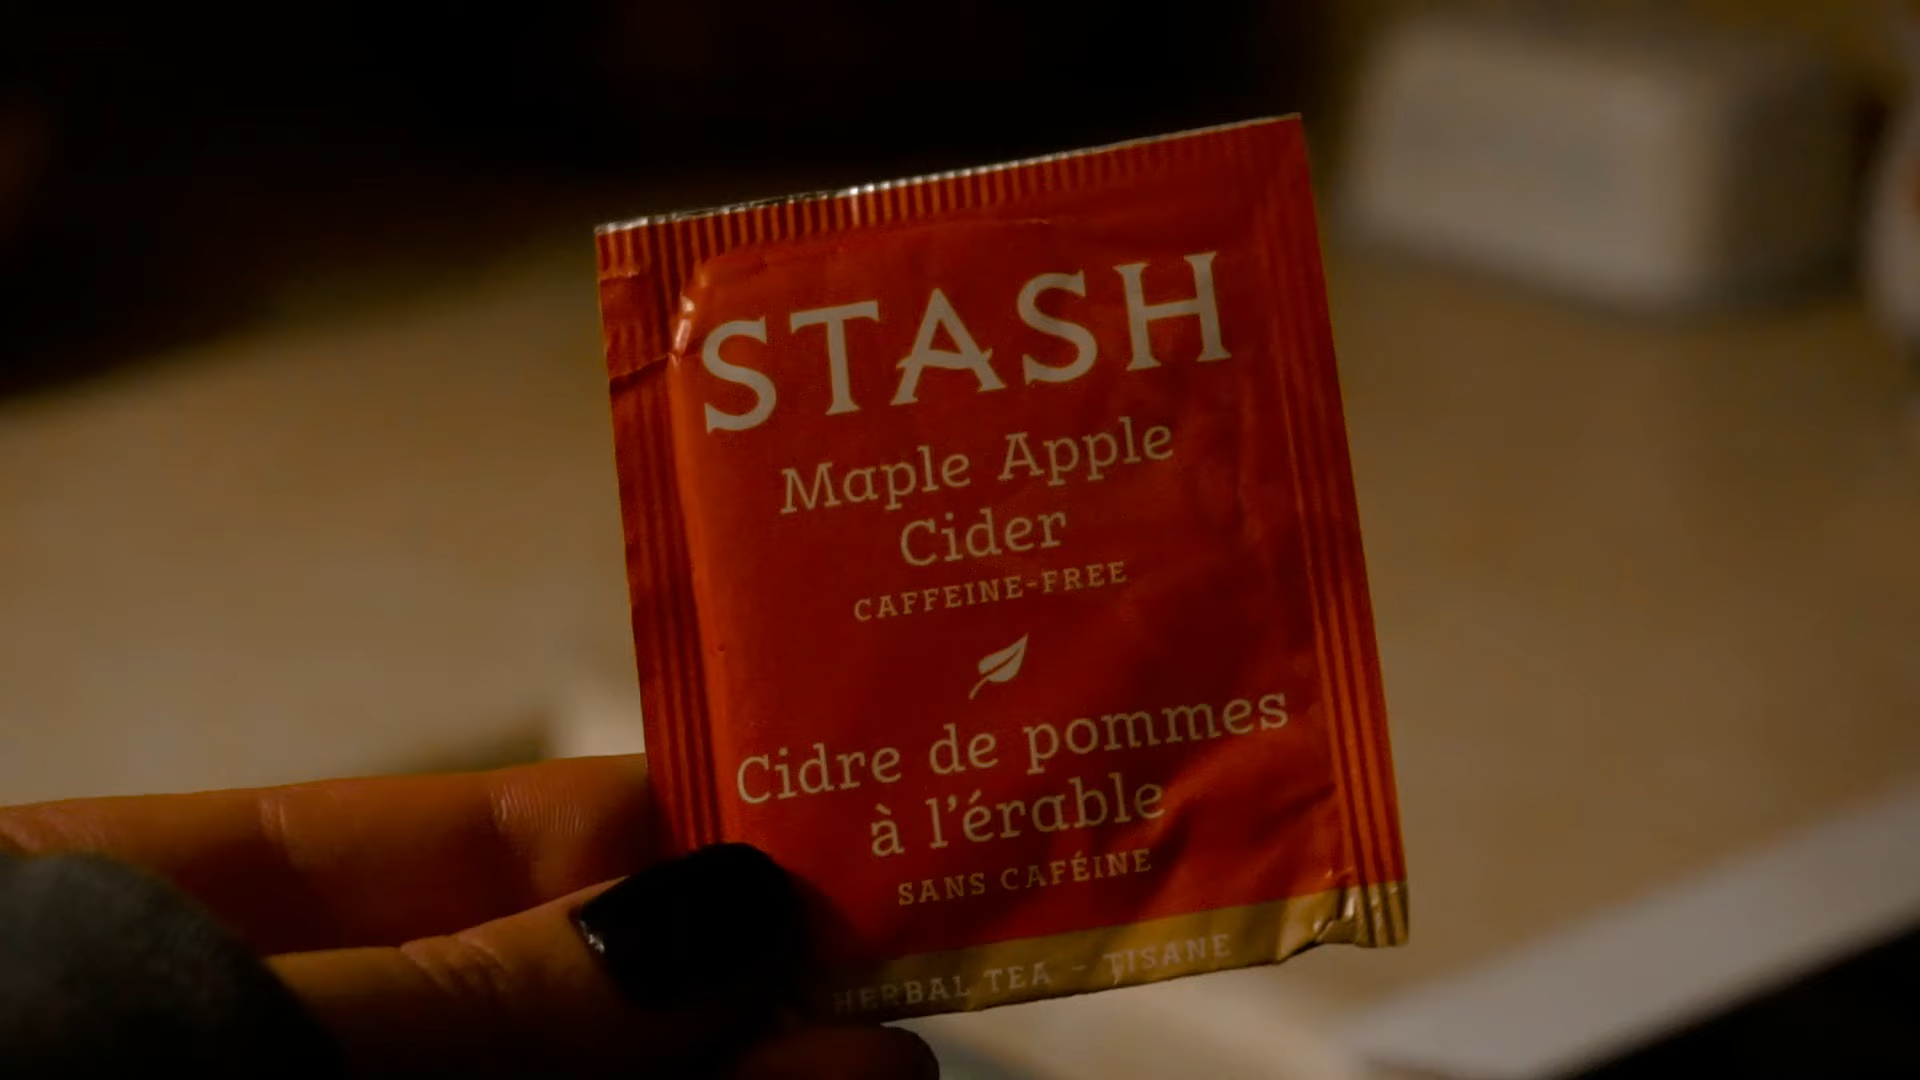 STASH
Maple Apple
Cider
CAFFEINE-FREE
Cidre de pommes
à l'érable
SANS CAFÉINE
HERBAL TEA - TISANE